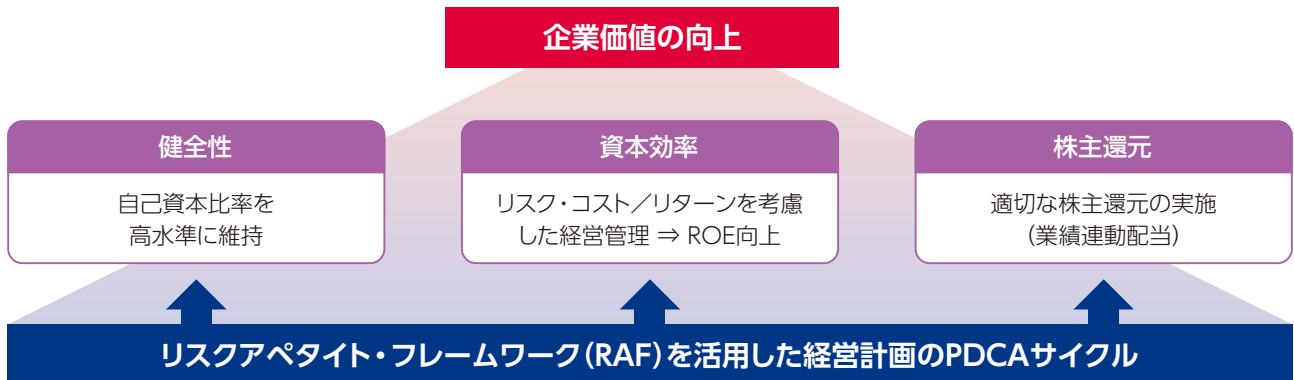 企業価値の向上
健全性
自己資本比率を
高水準に維持
資本効率
リスク・コスト／リターンを考慮
した経営管理 ⇒ ROE向上
株主還元
適切な株主還元の実施
（業績連動配当）
リスクアペタイト・フレームワーク（RAF）を活用した経営計画のPDCAサイクル